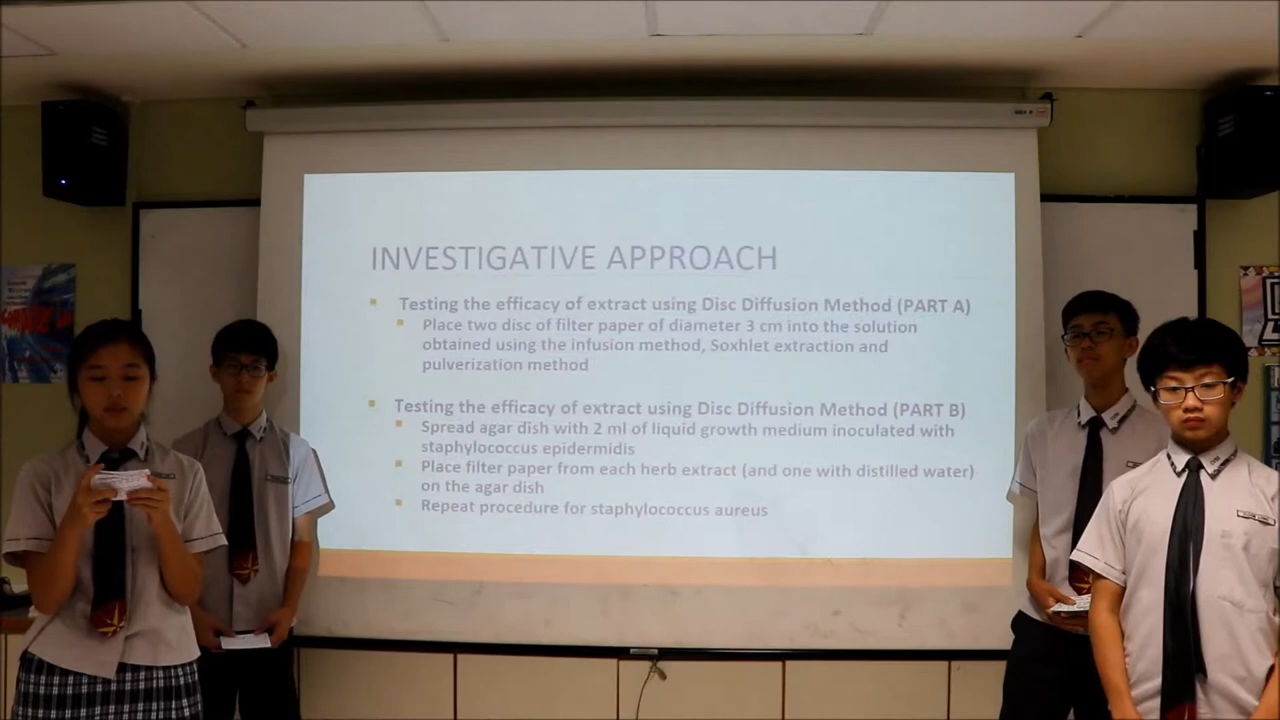 INVESTIGATIVE APPROACH
Testing the efficacy of extract using Disc Diffusion Method (PART A)
Place two disc of filter paper of diameter 3 cm into the solution
obtained using the infusion method, Soxhlet extraction and
pulverization method
Testing the efficacy of extract using Disc Diffusion Method (PART B)
Spread agar dish with 2 ml of liquid growth medium inoculated with
staphylococcus epidermidis
Place filter paper from each herb extract (and one with distilled water)
on the agar dish
Repeat procedure for staphylococcus aureus